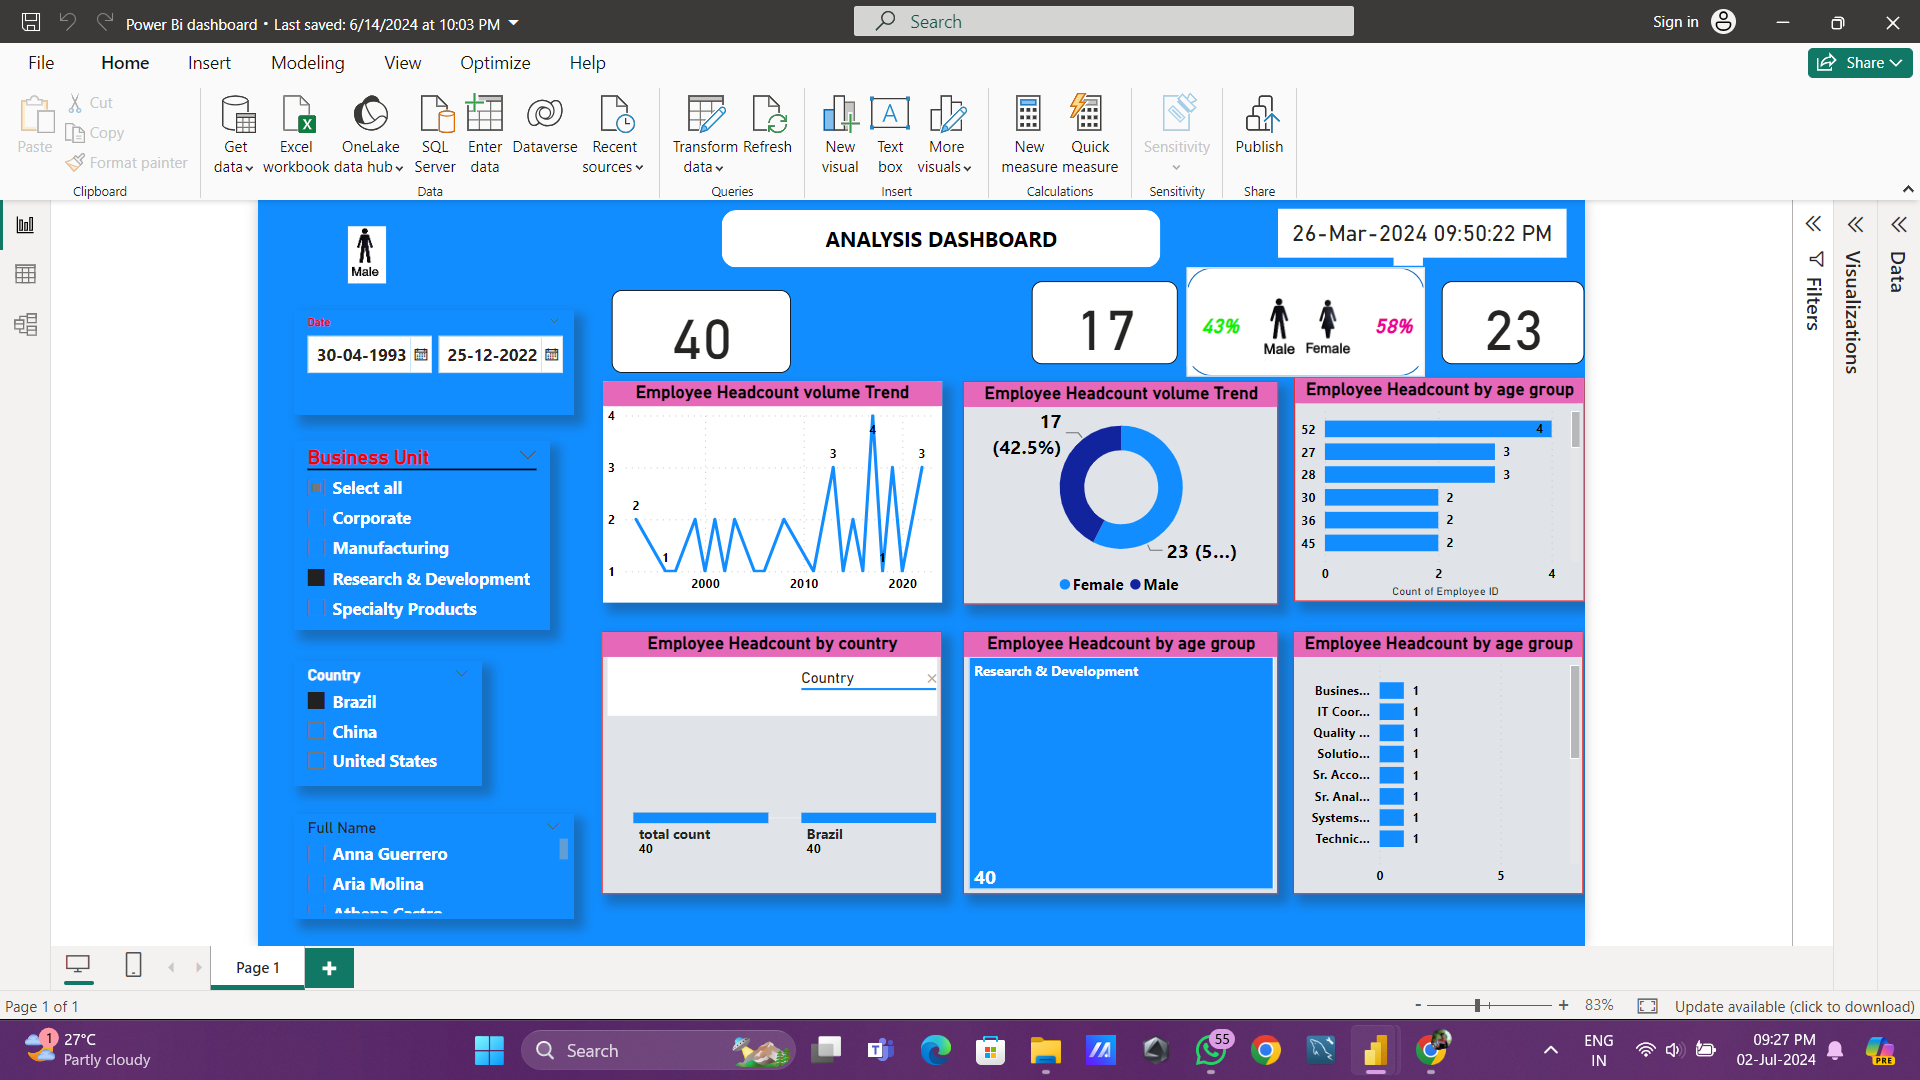 Power Bi dashboard • Last saved: 6/14/2024 at 10:03 PM
Search
Sign in
File Home Insert Modeling View Optimize Help
Share
Paste
Cut
Copy
Format painter
Clipboard
Get data
Excel workbook
OneLake data hub
SQL Server
Enter data
Dataverse
Recent sources
Data
Transform data
Refresh
Queries
New visual
Text box
More visuals
Insert
New measure
Quick measure
Calculations
Sensitivity
Sensitivity
Publish
Share
Male
ANALYSIS DASHBOARD
26-Mar-2024 09:50:22 PM
Filters
Visualizations
Data
Date
30-04-1993
25-12-2022
40
17
43%
Male
Female
58%
23
Business Unit
Select all
Corporate
Manufacturing
Research & Development
Specialty Products
Country
Brazil
China
United States
Full Name
Anna Guerrero
Aria Molina
Athena Castro
Employee Headcount volume Trend
4
3
2
1
2
1
3
4
1
3
2000 2010 2020
Employee Headcount volume Trend
17
(42.5%)
23 (5...)
Female Male
Employee Headcount by age group
52 4
27 3
28 3
30 2
36 2
45 2
0 2 4
Count of Employee ID
Employee Headcount by country
Country
total count
40
Brazil
40
Employee Headcount by age group
Research & Development
40
Employee Headcount by age group
Busines... 1
IT Coor... 1
Quality ... 1
Solutio... 1
Sr. Acco... 1
Sr. Anal... 1
Systems... 1
Technic... 1
0 5
Page 1
Page 1 of 1
- + 83%
Update available (click to download)
1
27°C
Partly cloudy
Search
55
PRE
ENG
IN
09:27 PM
02-Jul-2024